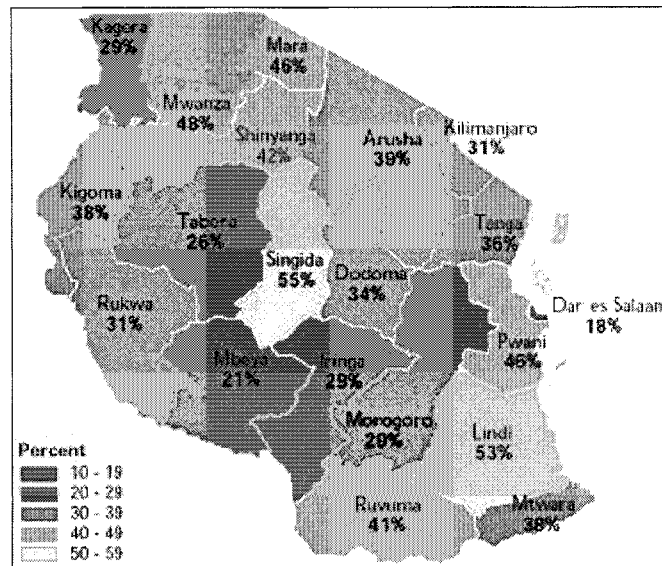 Kagera
29%
Mara
46%
Mwanza
48%
Shinyanga
42%
Arusha
39%
Kilimanjaro
31%
Kigoma
38%
Tabora
26%
Tanga
36%
Singida
55%
Dodoma
34%
Rukwa
31%
Dar es Salaam
18%
Pwani
46%
Mbeya
21%
Iringa
29%
Morogoro
29%
Lindi
53%
Ruvuma
41%
Mtwara
38%
Percent
10 - 19
20 - 29
30 - 39
40 - 49
50 - 59